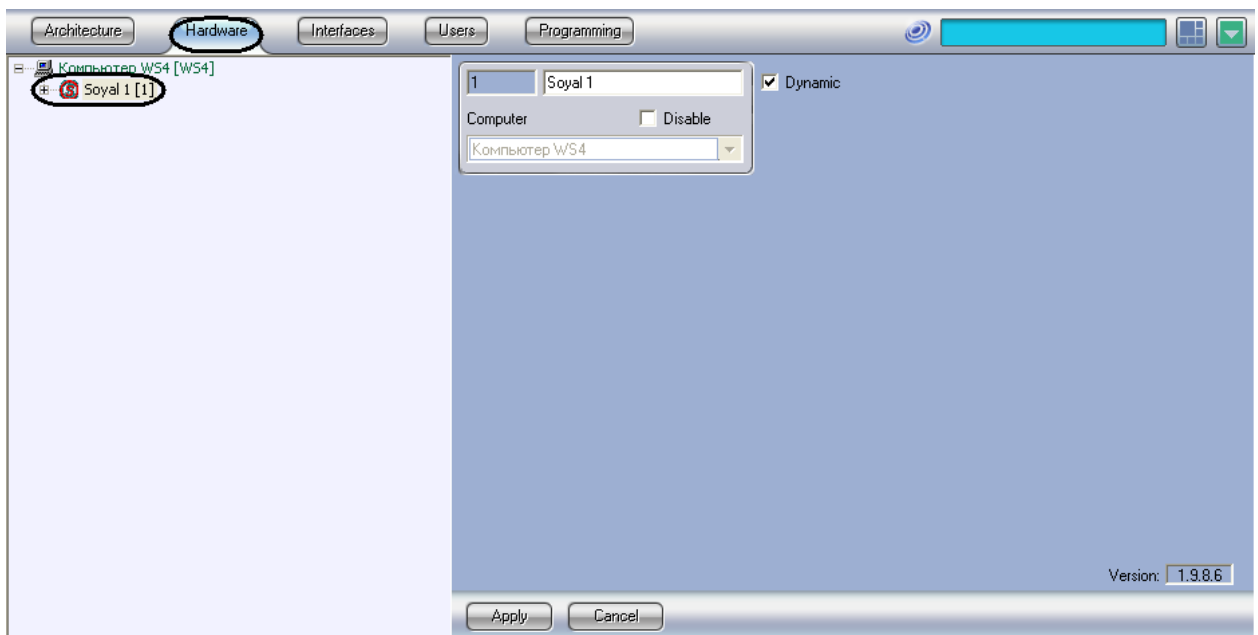 Architecture Hardware Interfaces Users Programming
Компьютер WS4 [WS4]
Soyal 1 [1]
1 Soyal 1 Dynamic
Computer Disable
Компьютер WS4
Version: 1.9.8.6
Apply Cancel